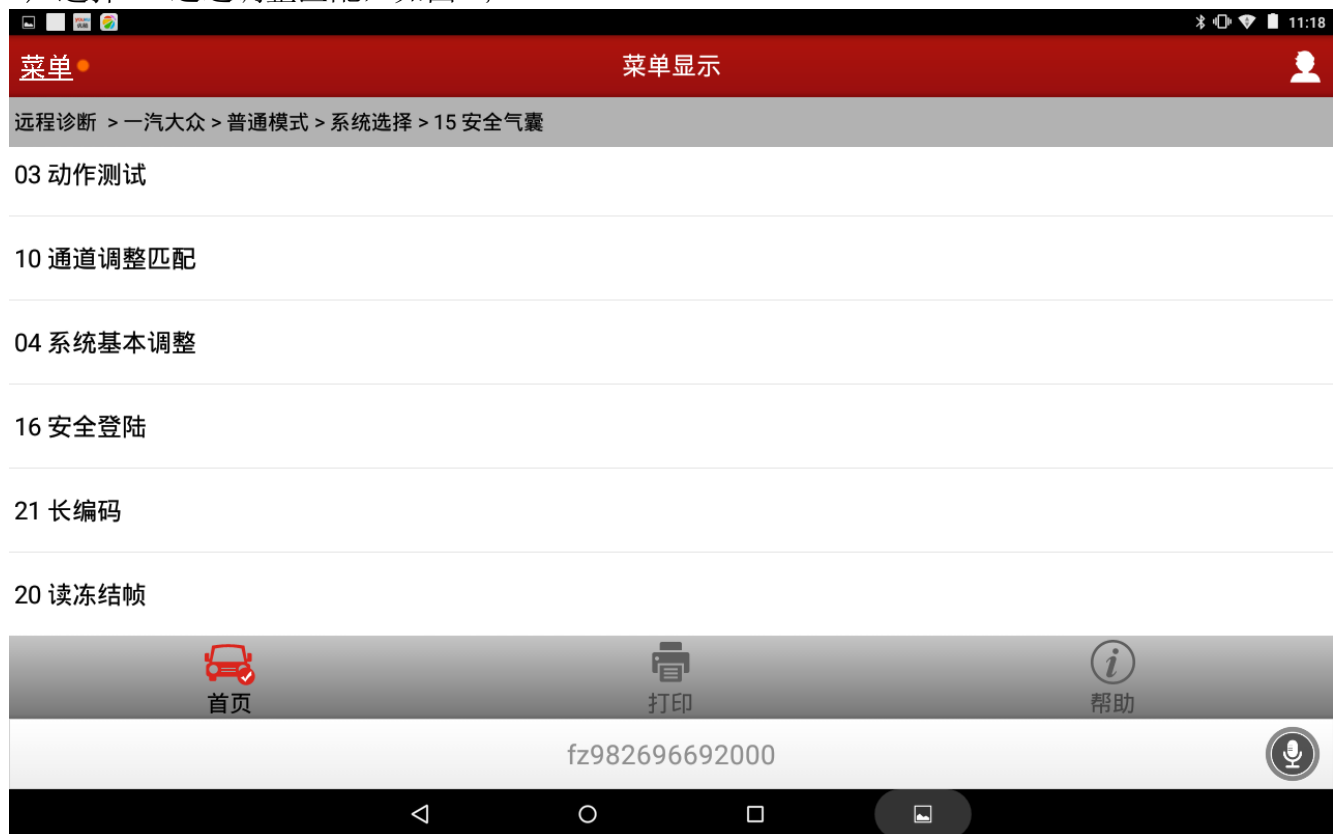 11:18
菜单
菜单显示
远程诊断 > 一汽大众 > 普通模式 > 系统选择 > 15 安全气囊
03 动作测试
10 通道调整匹配
04 系统基本调整
16 安全登陆
21 长编码
20 读冻结帧
首页
打印
帮助
fz982696692000